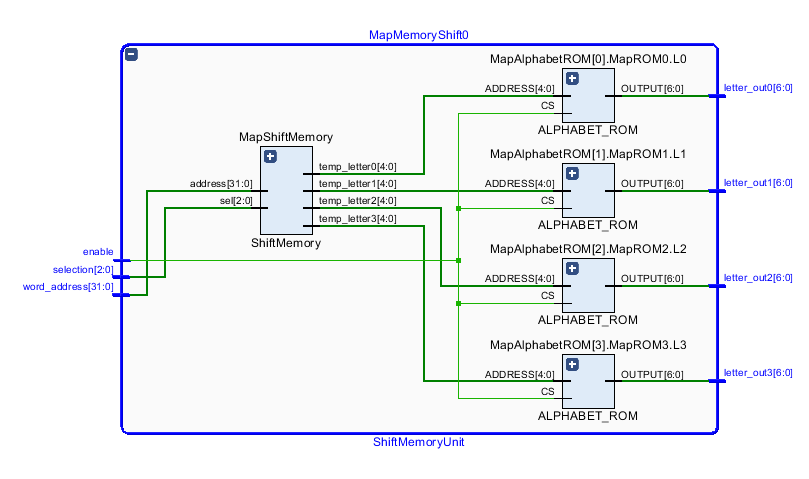 MapMemoryShift0
MapAlphabetROM[0].MapROM0.L0
ADDRESS[4:0]
OUTPUT[6:0]
letter_out0[6:0]
CS
ALPHABET_ROM
MapShiftMemory
temp_letter0[4:0]
address[31:0]
temp_letter1[4:0]
sel[2:0]
temp_letter2[4:0]
temp_letter3[4:0]
ShiftMemory
MapAlphabetROM[1].MapROM1.L1
ADDRESS[4:0]
OUTPUT[6:0]
letter_out1[6:0]
CS
ALPHABET_ROM
enable
selection[2:0]
word_address[31:0]
MapAlphabetROM[2].MapROM2.L2
ADDRESS[4:0]
OUTPUT[6:0]
letter_out2[6:0]
CS
ALPHABET_ROM
MapAlphabetROM[3].MapROM3.L3
ADDRESS[4:0]
OUTPUT[6:0]
letter_out3[6:0]
CS
ALPHABET_ROM
ShiftMemoryUnit